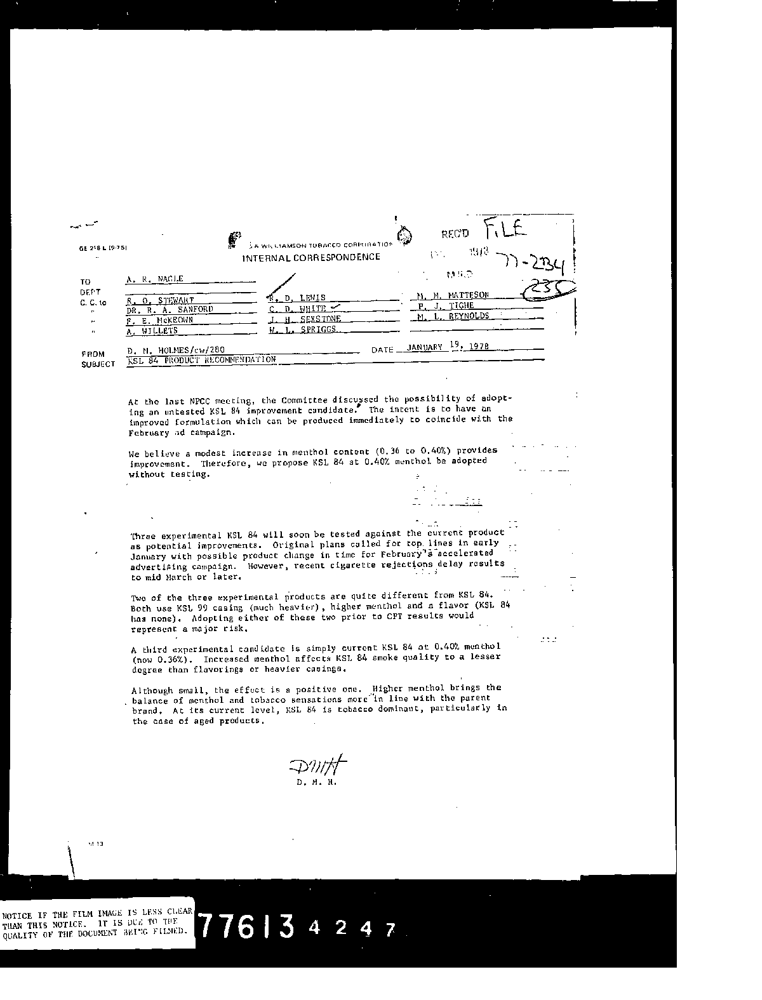 REC'D FILE
GE 218 L (9-75)
WILLIAMSON TOBACCO CORPORATION
INTERNAL CORRESPONDENCE
77-234
235
TO A. R. NAGLE
DEPT
C. C. to R. O. STEWART R. D. LEWIS M. M. MATTESON
" DR. R. A. SANFORD C. D. WHITE P. J. TIGHE
" F. E. McKEOWN J. H. SEXSTONE M. L. REYNOLDS
" A. WILLETS W. L. SPRIGGS
FROM D. M. HOLMES/cw/280 DATE JANUARY 19, 1978
SUBJECT KSL 84 PRODUCT RECOMMENDATION
At the last NPCC meeting, the Committee discussed the possibility of adopt-
ing an untested KSL 84 improvement candidate. The intent is to have an
improved formulation which can be produced immediately to coincide with the
February ad campaign.
We believe a modest increase in menthol content (0.36 to 0.40%) provides
improvement. Therefore, we propose KSL 84 at 0.40% menthol be adopted
without testing.
Three experimental KSL 84 will soon be tested against the current product
as potential improvements. Original plans called for top lines in early
January with possible product change in time for February's accelerated
advertising campaign. However, recent cigarette rejections delay results
to mid March or later.
Two of the three experimental products are quite different from KSL 84.
Both use KSL 99 casing (much heavier), higher menthol and a flavor (KSL 84
has none). Adopting either of these two prior to CPT results would
represent a major risk.
A third experimental candidate is simply current KSL 84 at 0.40% menthol
(now 0.36%). Increased menthol affects KSL 84 smoke quality to a lesser
degree than flavorings or heavier casings.
Although small, the effect is a positive one. Higher menthol brings the
balance of menthol and tobacco sensations more in line with the parent
brand. At its current level, KSL 84 is tobacco dominant, particularly in
the case of aged products.
DMH
D. M. H.
NOTICE IF THE FILM IMAGE IS LESS CLEAR
THAN THIS NOTICE. IT IS DUE TO THE
QUALITY OF THE DOCUMENT BEING FILMED.
776134247